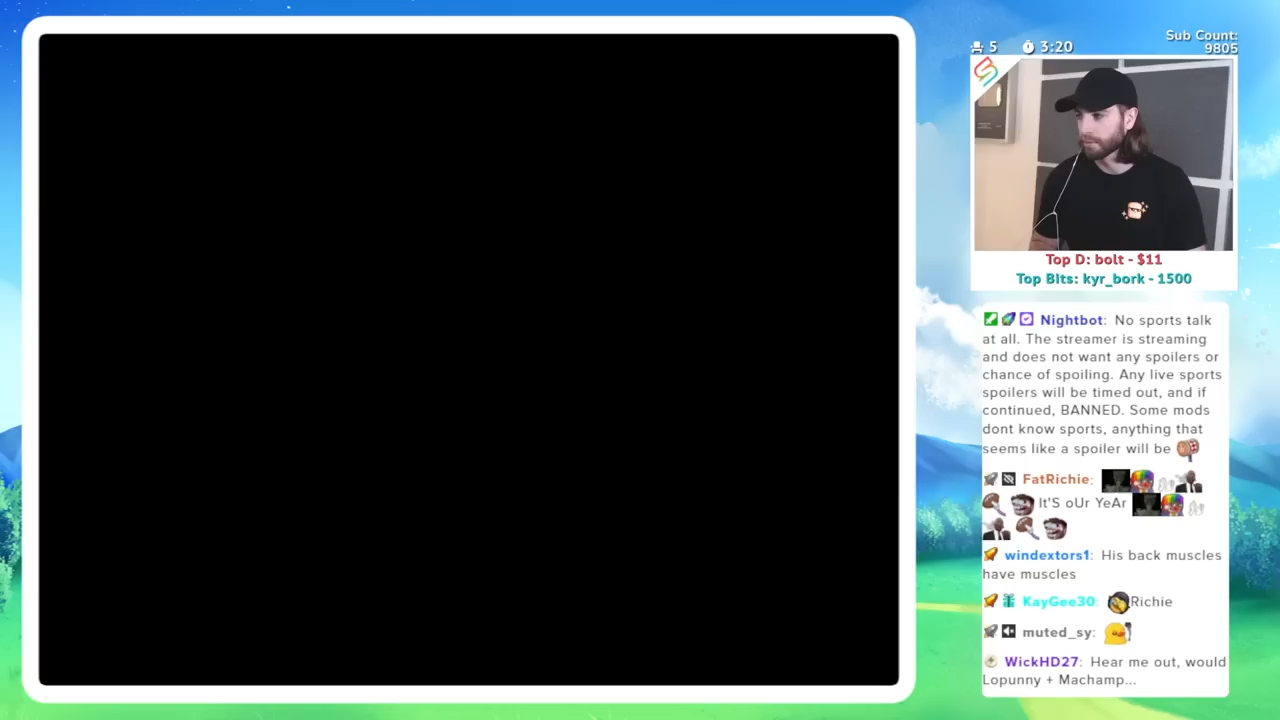 5 3:20
Sub Count:
9805
Top D: bolt - $11
Top Bits: kyr_bork - 1500
Nightbot: No sports talk
at all. The streamer is streaming
and does not want any spoilers or
chance of spoiling. Any live sports
spoilers will be timed out, and if
continued, BANNED. Some mods
dont know sports, anything that
seems like a spoiler will be
FatRichie:
It'S oUr YeAr
windextors1: His back muscles
have muscles
KayGee30: Richie
muted_sy:
WickHD27: Hear me out, would
Lopunny + Machamp...